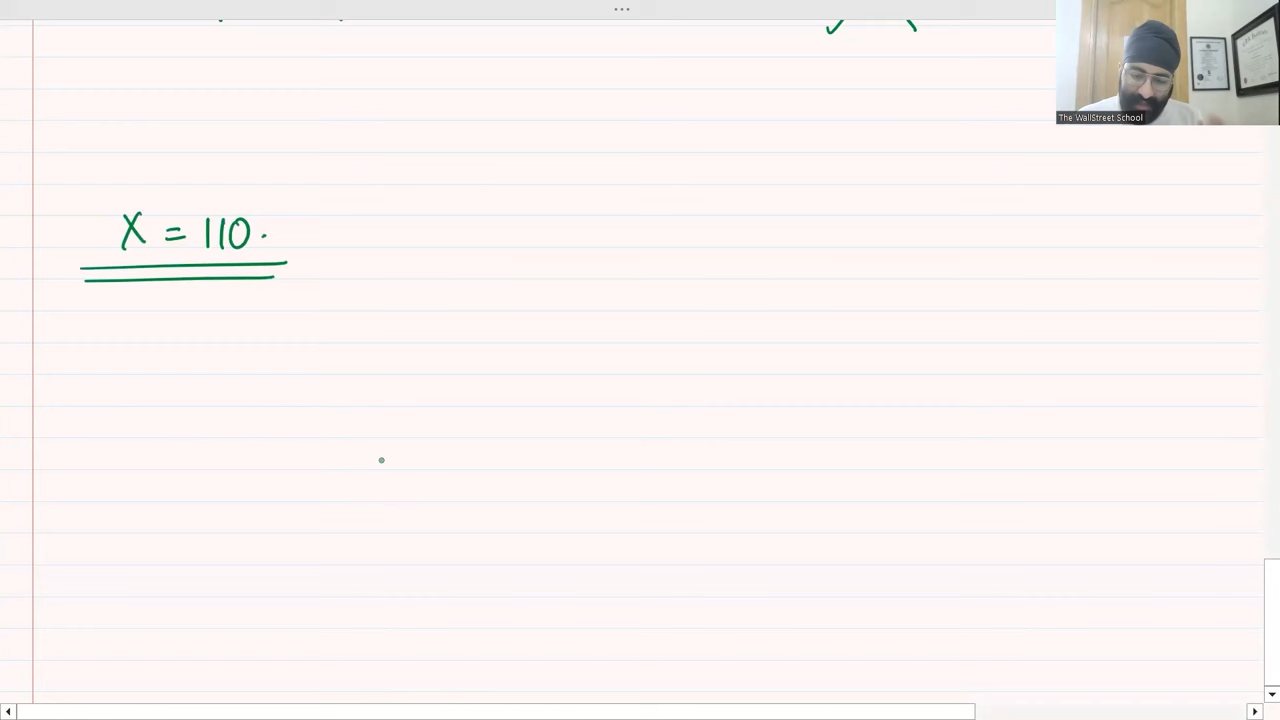 The WallStreet School
X = 110.